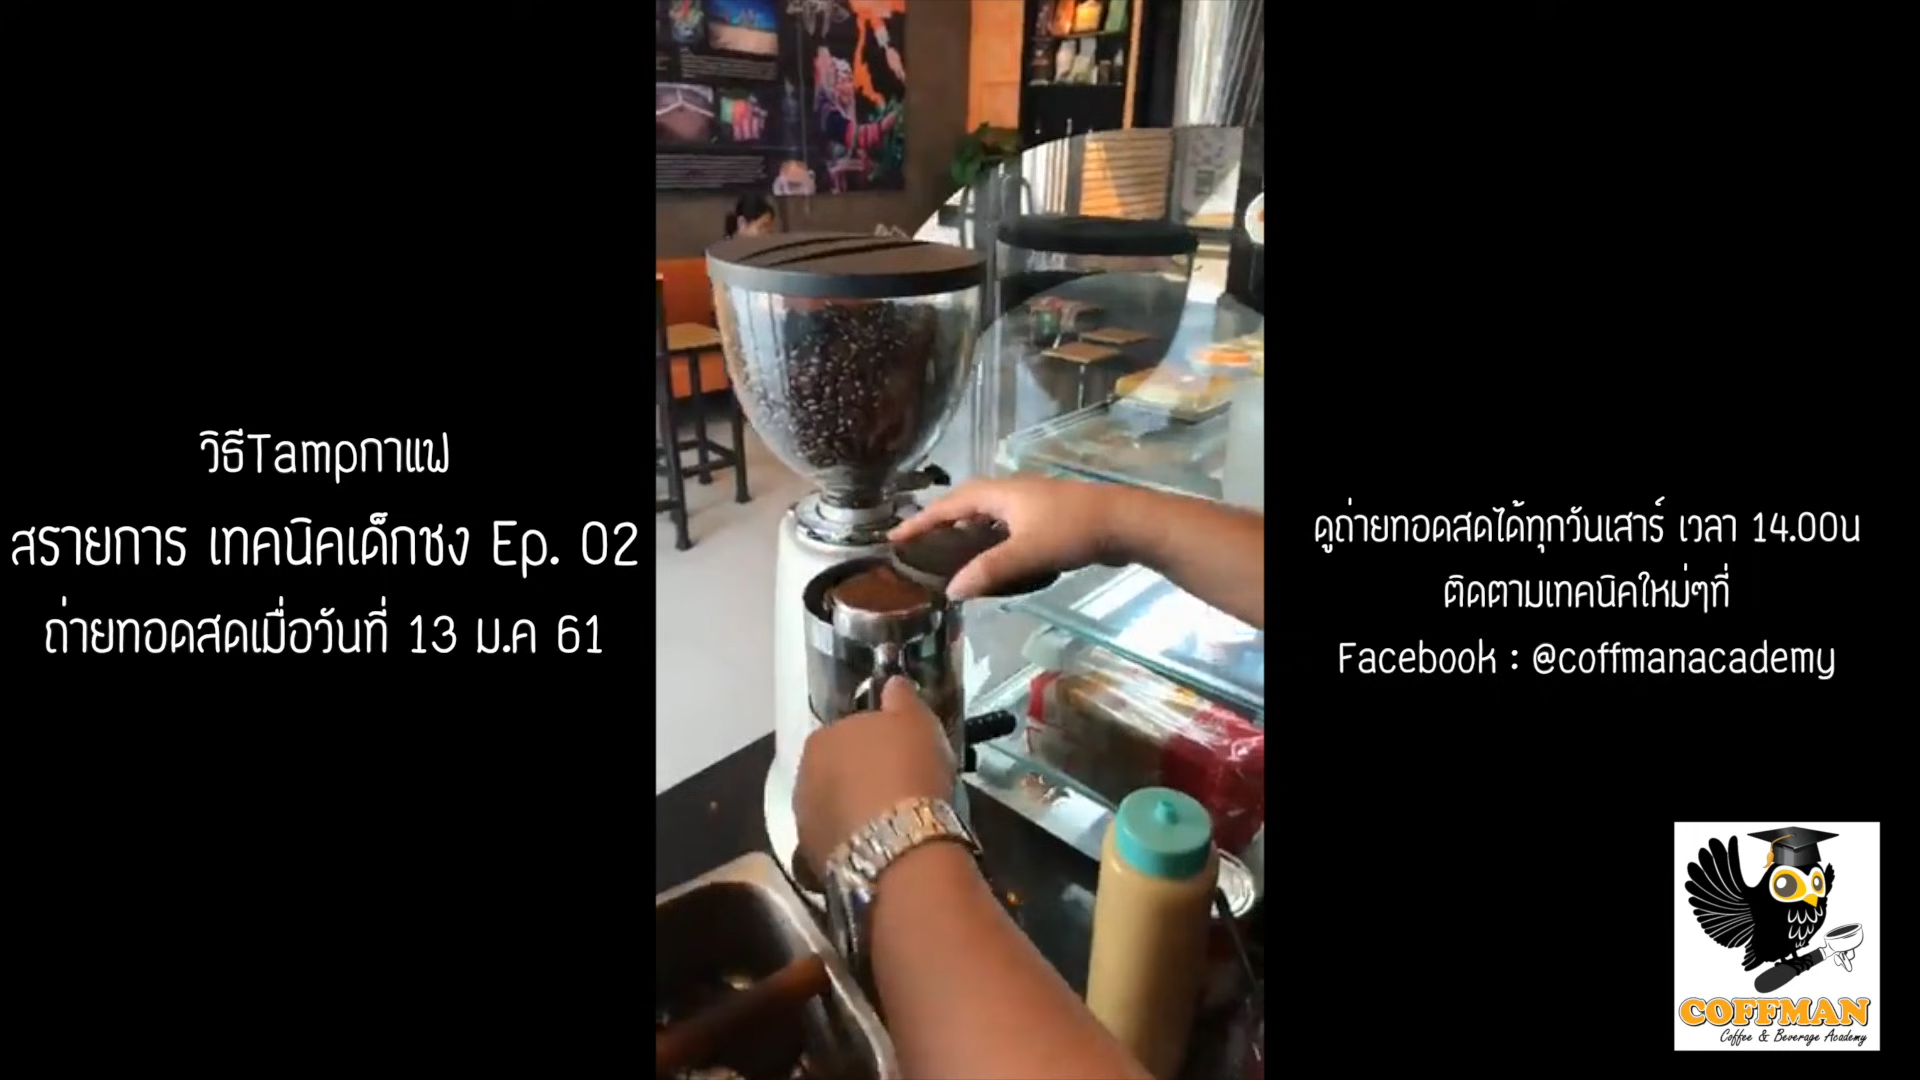 วิธีTampกาแฟ
สรายการ เทคนิคเด็กชง Ep. 02
ถ่ายทอดสดเมื่อวันที่ 13 ม.ค 61
ดูถ่ายทอดสดได้ทุกวันเสาร์ เวลา 14.00น
ติดตามเทคนิคใหม่ๆที่
Facebook : @coffmanacademy
COFFMAN
Coffee & Beverage Academy